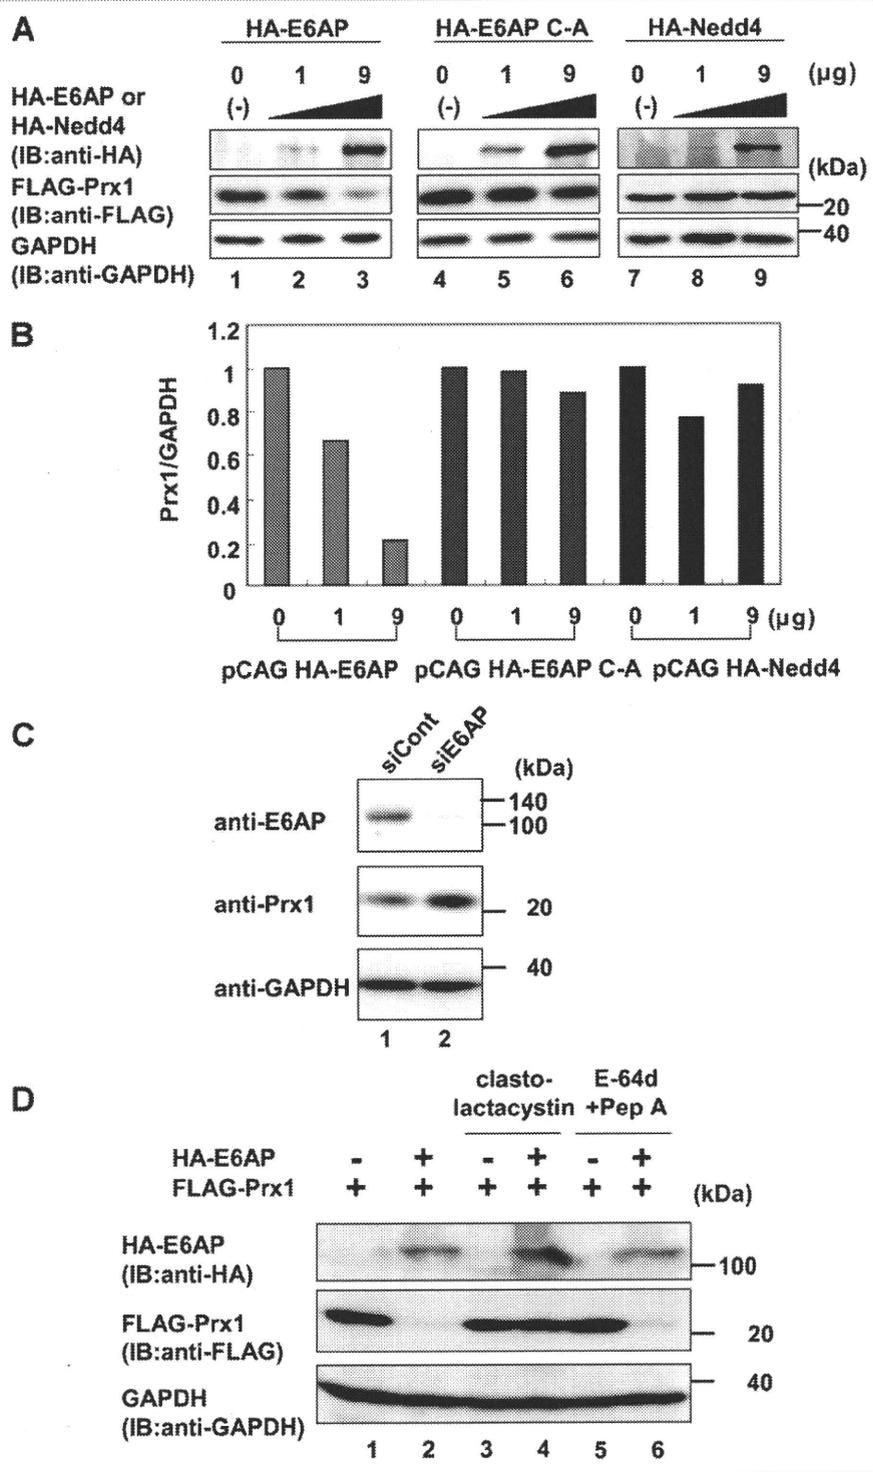 A
HA-E6AP HA-E6AP C-A HA-Nedd4
0 1 9 0 1 9 0 1 9 (μg)
HA-E6AP or (-) (-) (-)
HA-Nedd4
(IB:anti-HA) (kDa)
FLAG-Prx1
(IB:anti-FLAG) 20
GAPDH 40
(IB:anti-GAPDH) 1 2 3 4 5 6 7 8 9
B
1.2
1
0.8
0.6
0.4
0.2
0
Prx1/GAPDH
0 1 9 0 1 9 0 1 9 (μg)
pCAG HA-E6AP pCAG HA-E6AP C-A pCAG HA-Nedd4
C
siCont siE6AP
(kDa)
140
anti-E6AP 100
anti-Prx1 20
40
anti-GAPDH
1 2
D
clasto- E-64d
lactacystin +Pep A
HA-E6AP - + - + - +
FLAG-Prx1 + + + + + + (kDa)
HA-E6AP
(IB:anti-HA) 100
FLAG-Prx1 20
(IB:anti-FLAG)
40
GAPDH
(IB:anti-GAPDH)
1 2 3 4 5 6